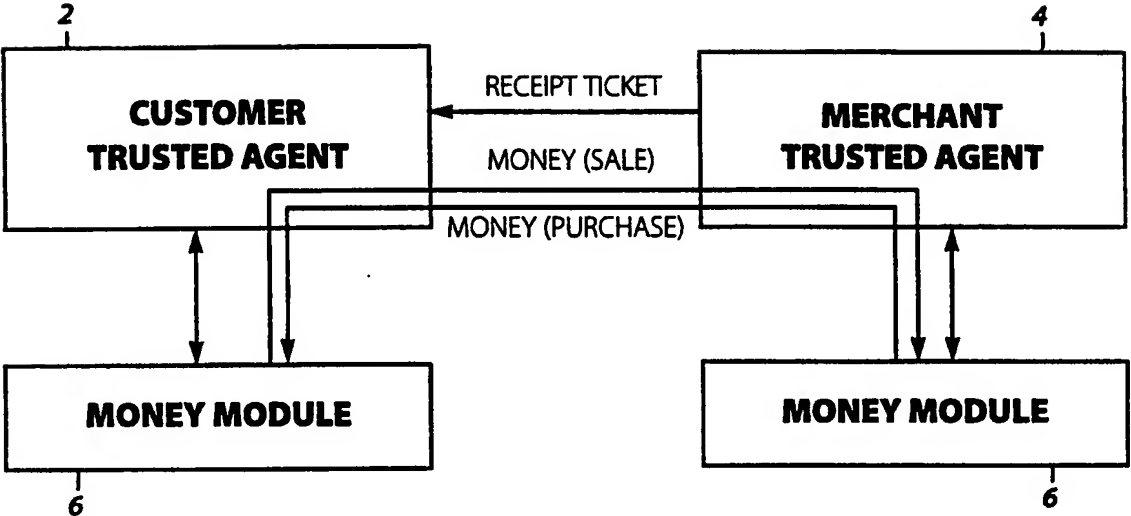 2
4
CUSTOMER
TRUSTED AGENT
RECEIPT TICKET
MERCHANT
TRUSTED AGENT
MONEY (SALE)
MONEY (PURCHASE)
MONEY MODULE
MONEY MODULE
6
6